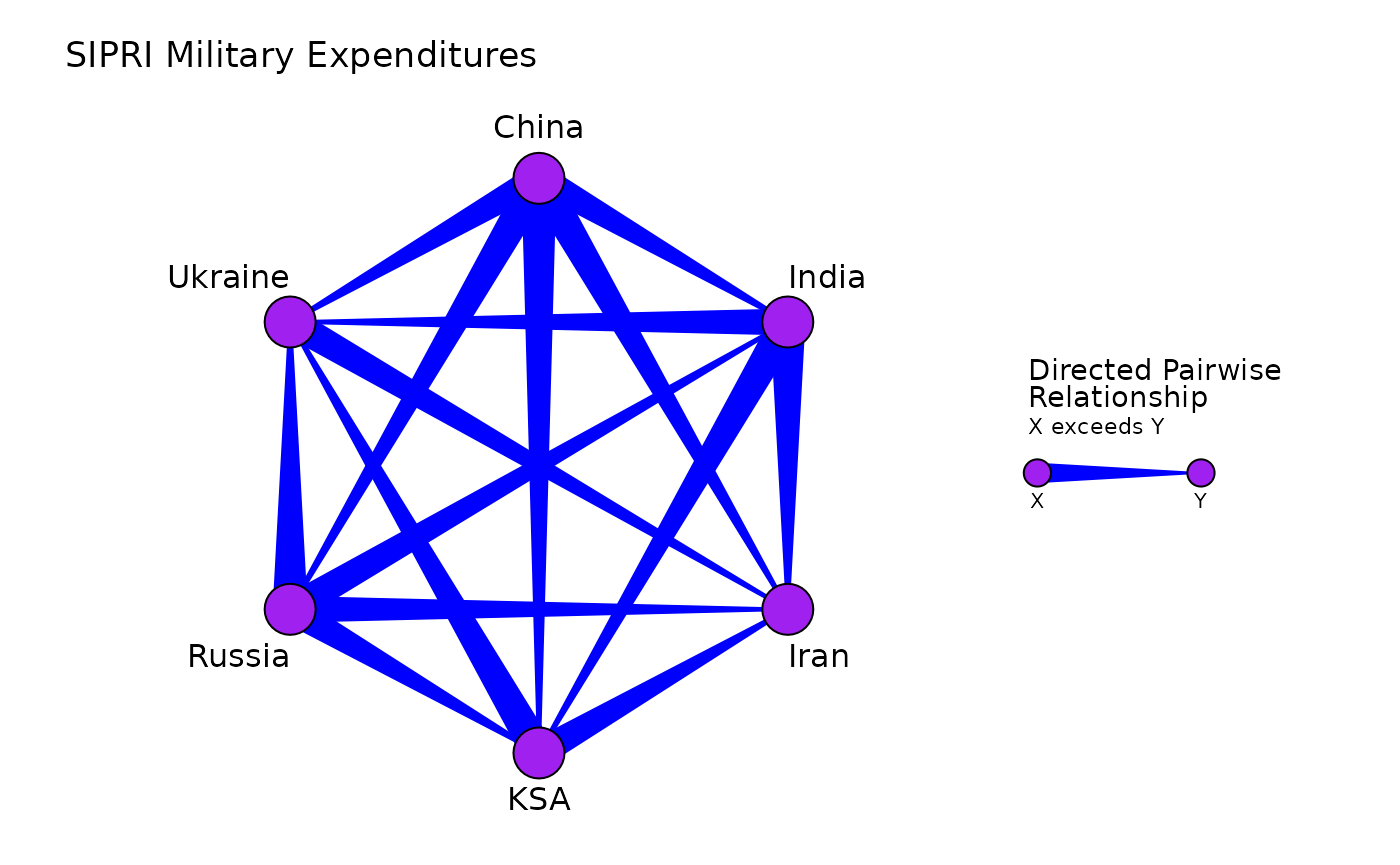 SIPRI Military Expenditures
China
Ukraine
India
Directed Pairwise
Relationship
X exceeds Y
X
Y
Russia
Iran
KSA